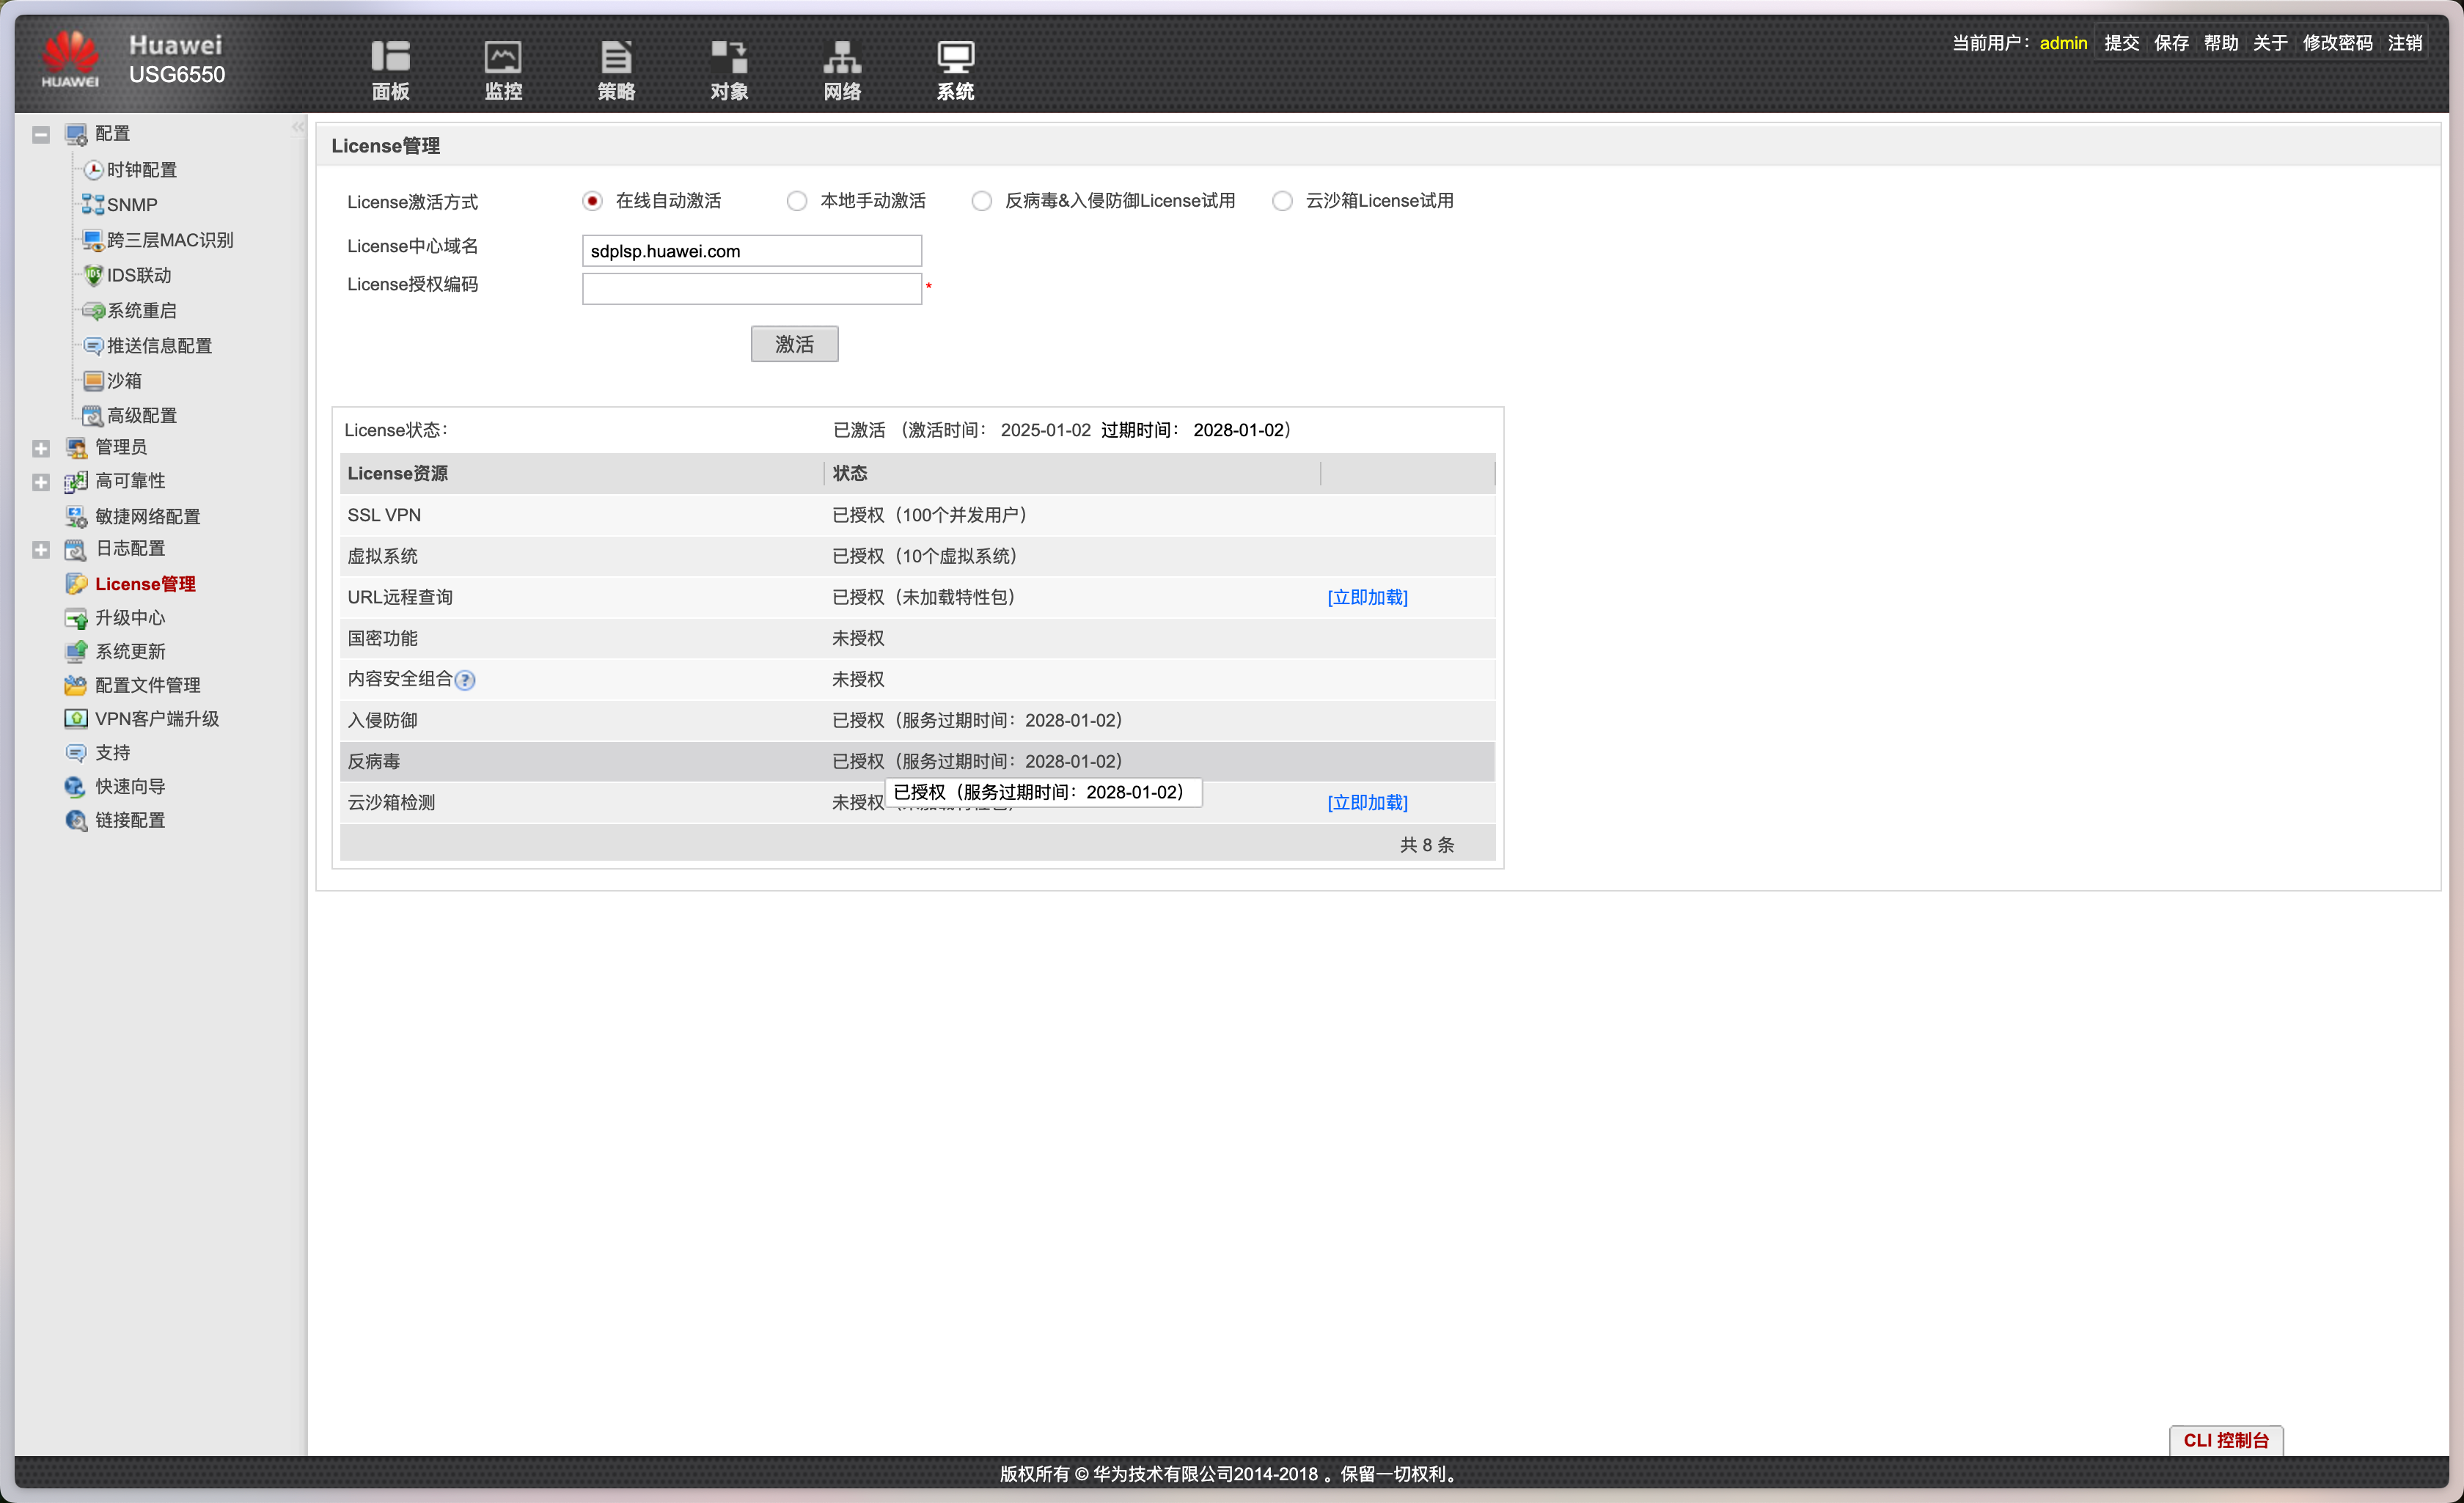 HUAWEI
Huawei
USG6550
面板
监控
策略
对象
网络
系统
当前用户： admin 提交 保存 帮助 关于 修改密码 注销
配置
时钟配置
SNMP
跨三层MAC识别
IDS联动
系统重启
推送信息配置
沙箱
高级配置
管理员
高可靠性
敏捷网络配置
日志配置
License管理
升级中心
系统更新
配置文件管理
VPN客户端升级
支持
快速向导
链接配置
License管理
License激活方式 在线自动激活 本地手动激活 反病毒&入侵防御License试用 云沙箱License试用
License中心域名 sdplsp.huawei.com
License授权编码 *
激活
License状态： 已激活 （激活时间： 2025-01-02 过期时间： 2028-01-02）
License资源 状态
SSL VPN 已授权（100个并发用户）
虚拟系统 已授权（10个虚拟系统）
URL远程查询 已授权（未加载特性包） [立即加载]
国密功能 未授权
内容安全组合 ? 未授权
入侵防御 已授权（服务过期时间：2028-01-02）
反病毒 已授权（服务过期时间：2028-01-02）
已授权（服务过期时间：2028-01-02）
云沙箱检测 未授权 [立即加载]
共 8 条
CLI 控制台
版权所有 © 华为技术有限公司2014-2018 。保留一切权利。